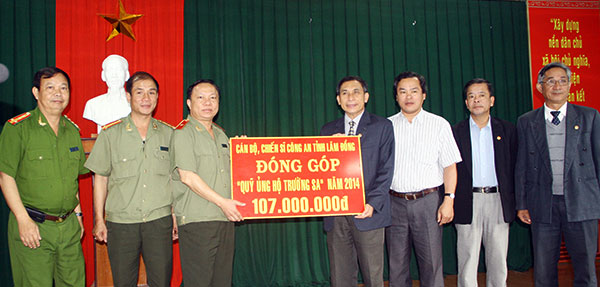 CÁN BỘ, CHIẾN SĨ CÔNG AN TỈNH LÂM ĐỒNG
ĐÓNG GÓP
"QUỸ ỦNG HỘ TRƯỜNG SA" NĂM 2014
107.000.000đ
"Xây dựng
nền dân chủ
xã hội chủ nghĩa,
kết